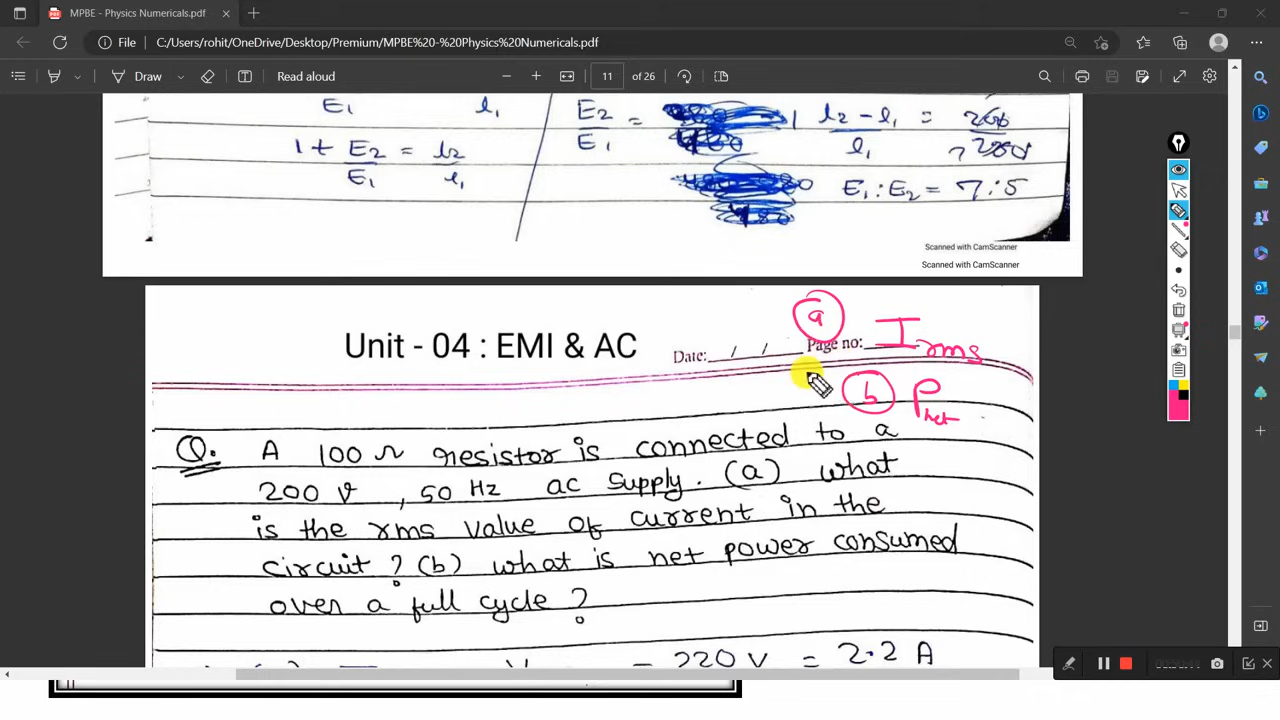 MPBE - Physics Numericals.pdf
File C:/Users/rohit/OneDrive/Desktop/Premium/MPBE%20-%20Physics%20Numericals.pdf
Draw Read aloud 11 of 26
E1 l1
1 + E2/E1 = l2/l1
E2/E1 =
l2 - l1 / l1 =
E1 : E2 = 7 : 5
Scanned with CamScanner
Scanned with CamScanner
Unit - 04 : EMI & AC
Date: / / Page no:
a Irms
b Pnet
Q. A 100 Ω resistor is connected to a
200 V , 50 Hz ac supply. (a) what
is the rms value of current in the
circuit ? (b) what is net power consumed
over a full cycle ?
= 220 V = 2.2 A